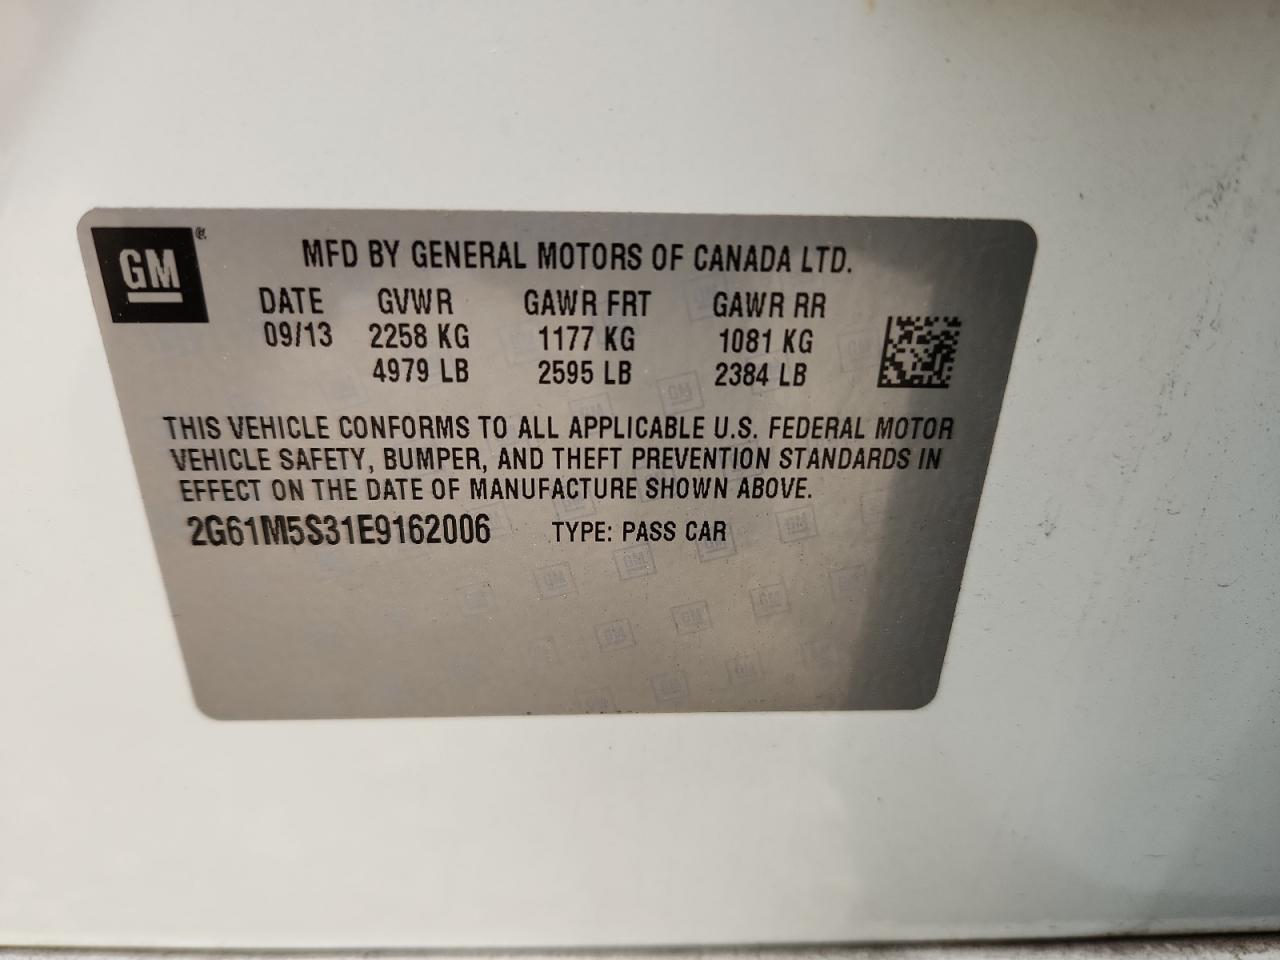 GM ®
MFD BY GENERAL MOTORS OF CANADA LTD.
DATE GVWR GAWR FRT GAWR RR
09/13 2258 KG 1177 KG 1081 KG
4979 LB 2595 LB 2384 LB
THIS VEHICLE CONFORMS TO ALL APPLICABLE U.S. FEDERAL MOTOR
VEHICLE SAFETY, BUMPER, AND THEFT PREVENTION STANDARDS IN
EFFECT ON THE DATE OF MANUFACTURE SHOWN ABOVE.
2G61M5S31E9162006 TYPE: PASS CAR